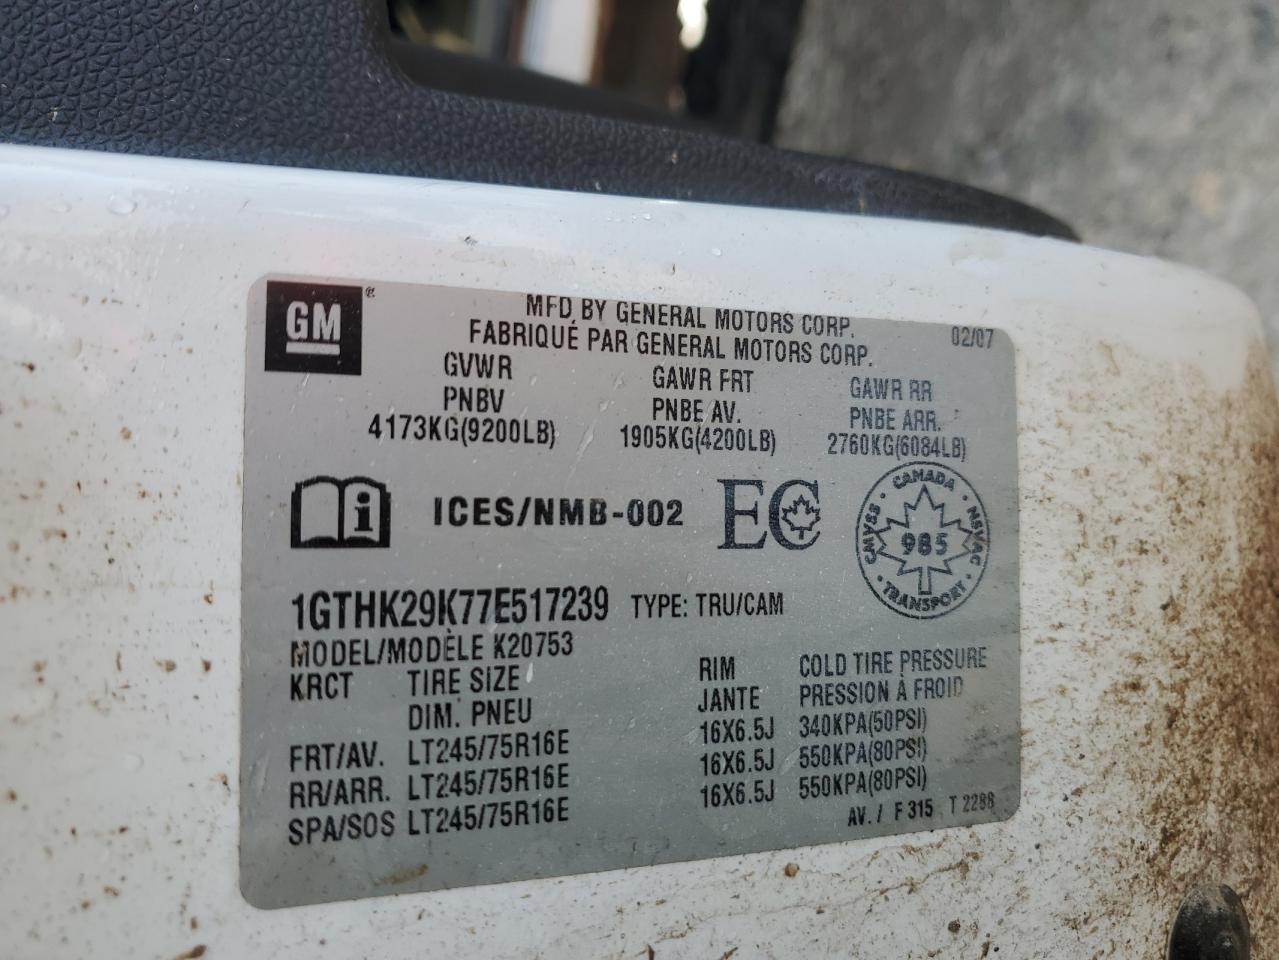 GM®
MFD BY GENERAL MOTORS CORP.
02/07
FABRIQUÉ PAR GENERAL MOTORS CORP.
GVWR GAWR FRT GAWR RR
PNBV PNBE AV. PNBE ARR.
4173KG(9200LB) 1905KG(4200LB) 2760KG(6084LB)
i ICES/NMB-002 EC
CANADA
CMVSS 985 NSVAC
TRANSPORT
1GTHK29K77E517239 TYPE: TRU/CAM
MODEL/MODÈLE K20753
KRCT TIRE SIZE RIM COLD TIRE PRESSURE
DIM. PNEU JANTE PRESSION À FROID
FRT/AV. LT245/75R16E 16X6.5J 340KPA(50PSI)
RR/ARR. LT245/75R16E 16X6.5J 550KPA(80PSI)
SPA/SOS LT245/75R16E 16X6.5J 550KPA(80PSI)
AV. / F 315 T 2298